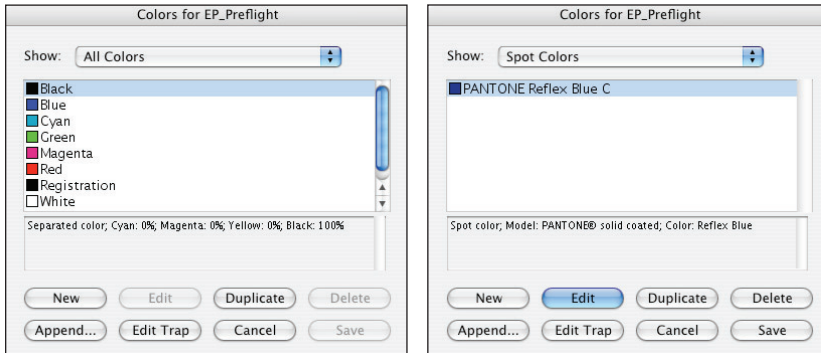 Colors for EP_Preflight
Show: All Colors
Black
Blue
Cyan
Green
Magenta
Red
Registration
White
Separated color; Cyan: 0%; Magenta: 0%; Yellow: 0%; Black: 100%
New Edit Duplicate Delete
Append... Edit Trap Cancel Save
Colors for EP_Preflight
Show: Spot Colors
PANTONE Reflex Blue C
Spot color; Model: PANTONE® solid coated; Color: Reflex Blue
New Edit Duplicate Delete
Append... Edit Trap Cancel Save